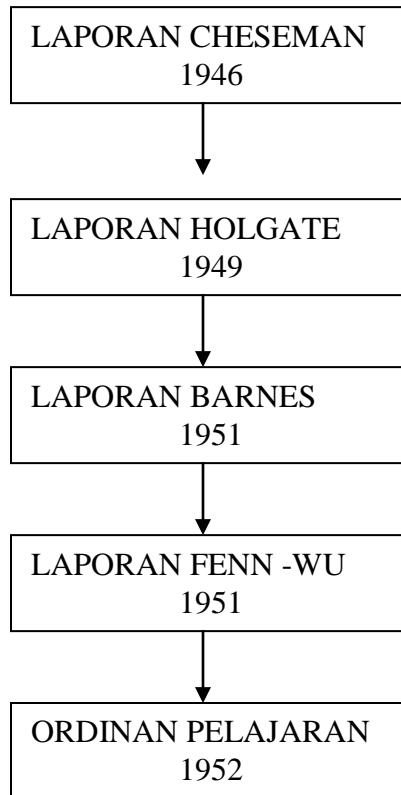 LAPORAN CHESEMAN
1946
LAPORAN HOLGATE
1949
LAPORAN BARNES
1951
LAPORAN FENN -WU
1951
ORDINAN PELAJARAN
1952